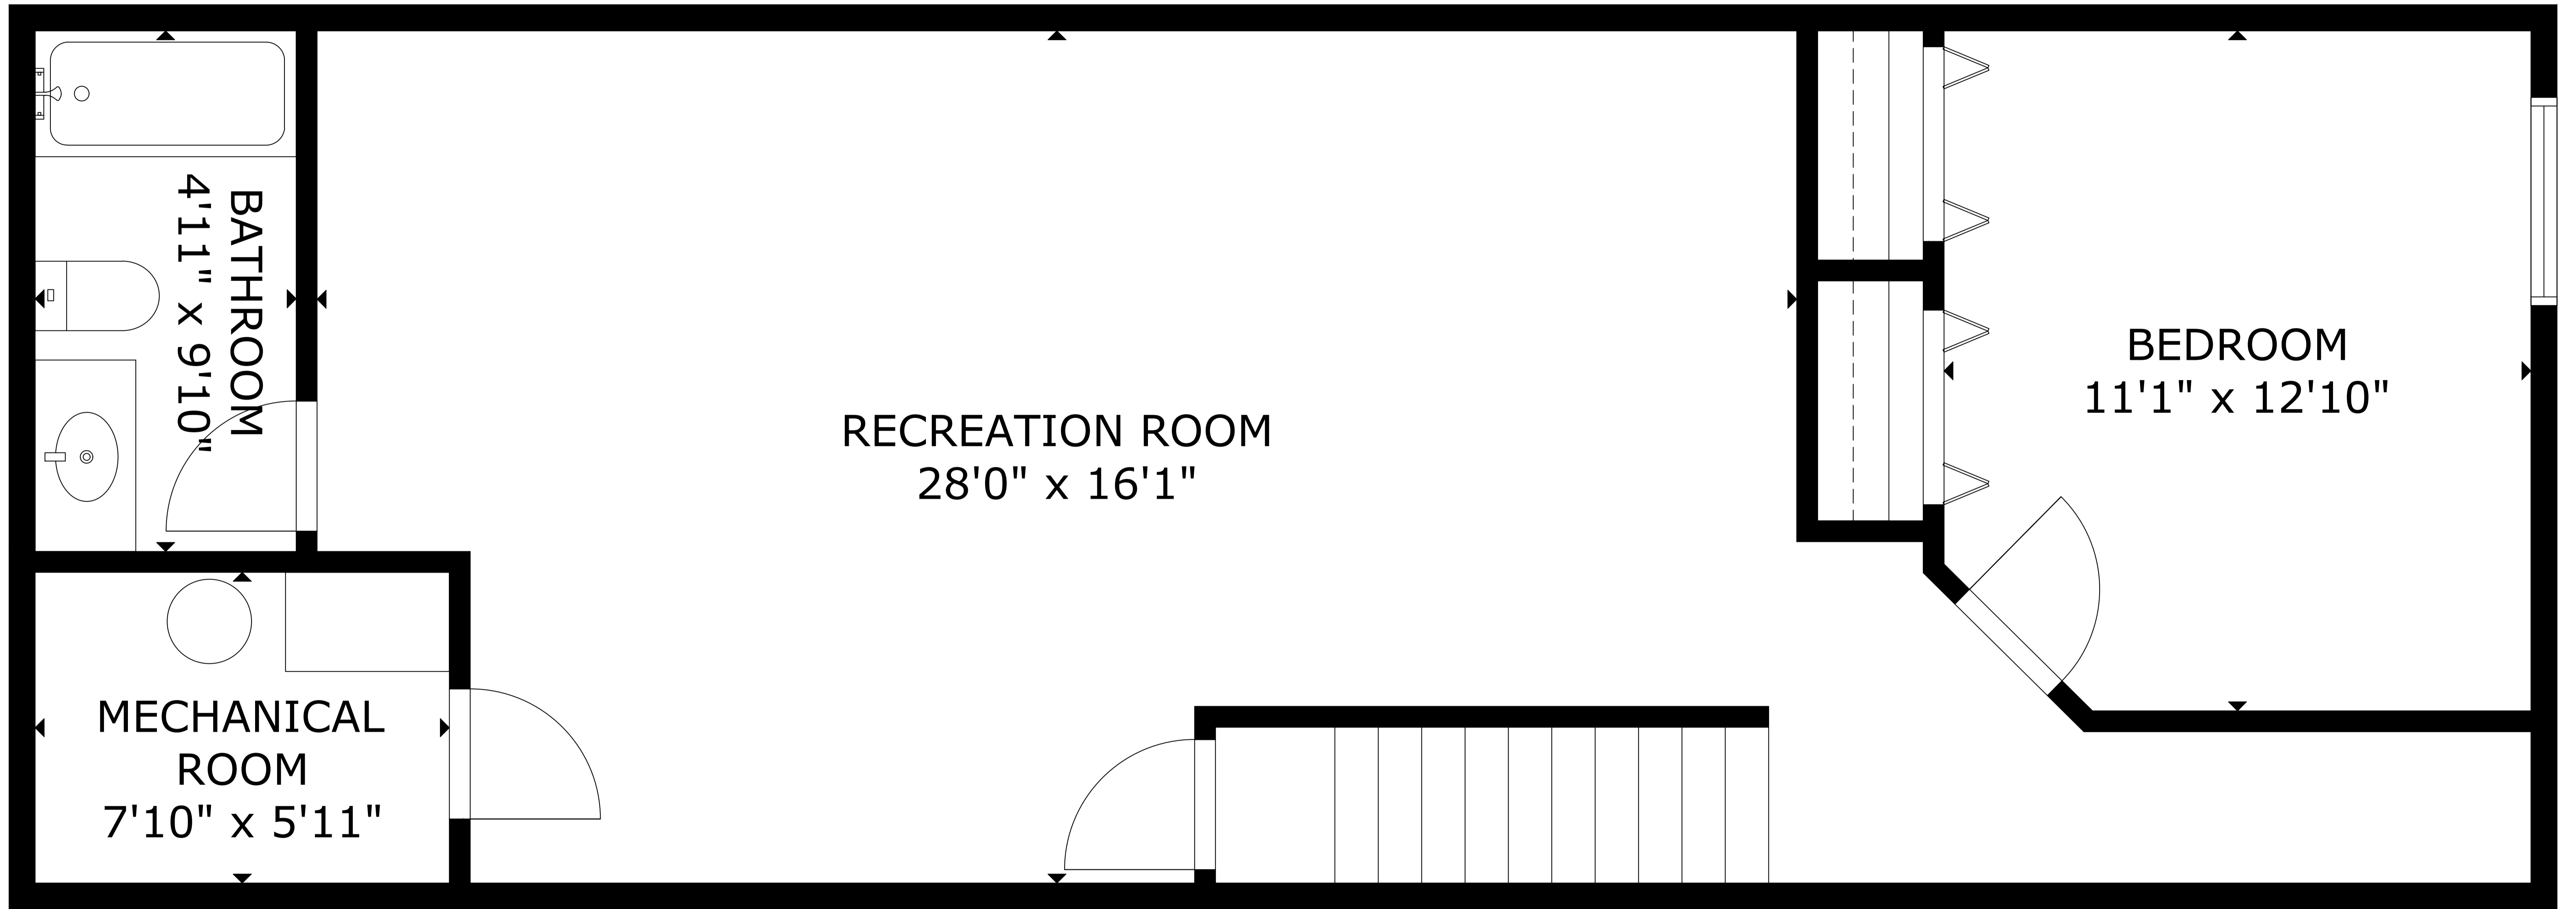 BATHROOM
4'11" x 9'10"
RECREATION ROOM
28'0" x 16'1"
BEDROOM
11'1" x 12'10"
MECHANICAL
ROOM
7'10" x 5'11"